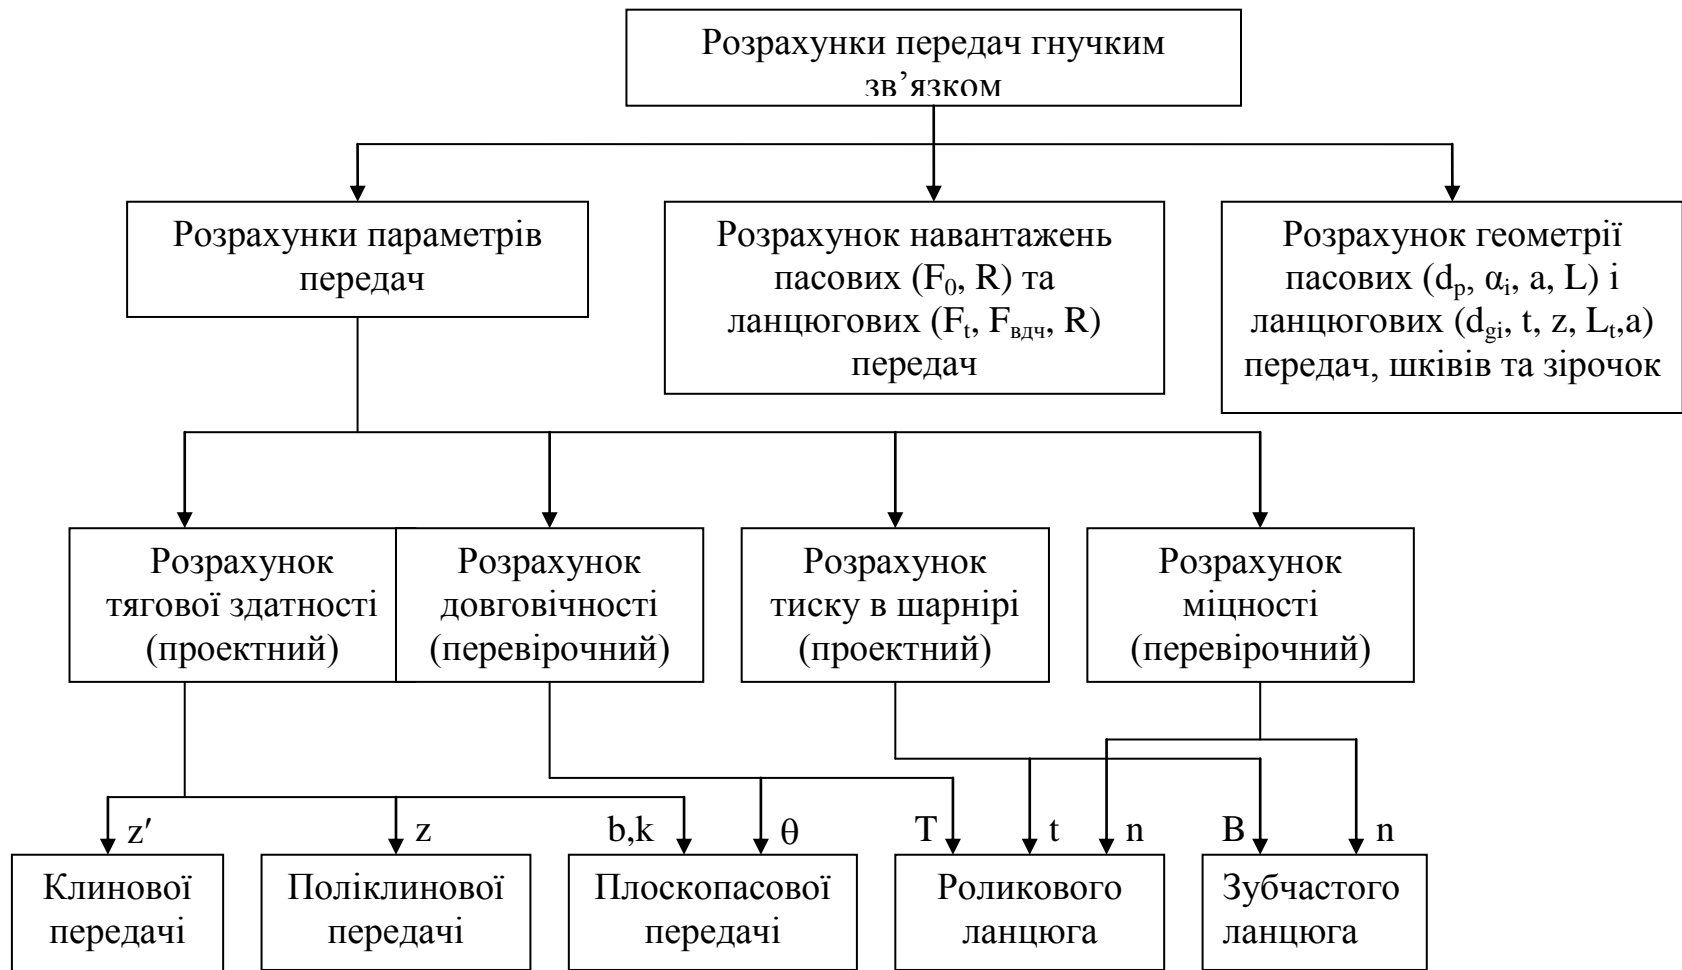 Розрахунки передач гнучким
зв’язком
Розрахунки параметрів
передач
Розрахунок навантажень
пасових (F₀, R) та
ланцюгових (Fₜ, Fвдч, R)
передач
Розрахунок геометрії
пасових (dₚ, αᵢ, a, L) і
ланцюгових (dgi, t, z, Lₜ,a)
передач, шківів та зірочок
Розрахунок
тягової здатності
(проектний)
Розрахунок
довговічності
(перевірочний)
Розрахунок
тиску в шарнірі
(проектний)
Розрахунок
міцності
(перевірочний)
z′ z b,k θ T t n B n
Клинової
передачі
Поліклинової
передачі
Плоскопасової
передачі
Роликового
ланцюга
Зубчастого
ланцюга